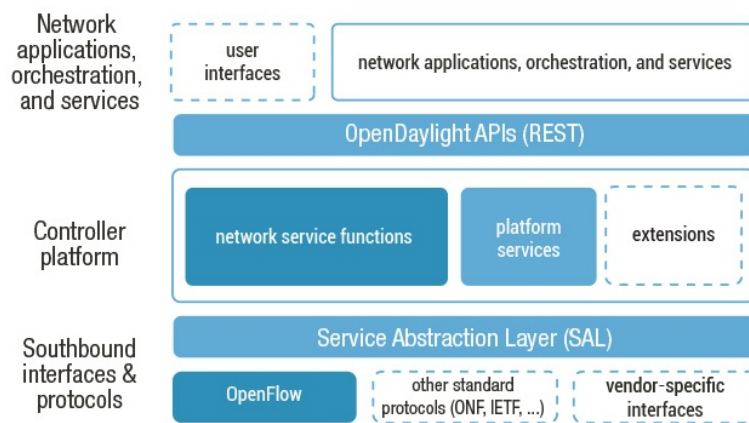 Network
applications,
orchestration,
and services
user
interfaces
network applications, orchestration, and services
OpenDaylight APIs (REST)
Controller
platform
network service functions
platform
services
extensions
Southbound
interfaces &
protocols
Service Abstraction Layer (SAL)
OpenFlow
other standard
protocols (ONF, IETF, ...)
vendor-specific
interfaces